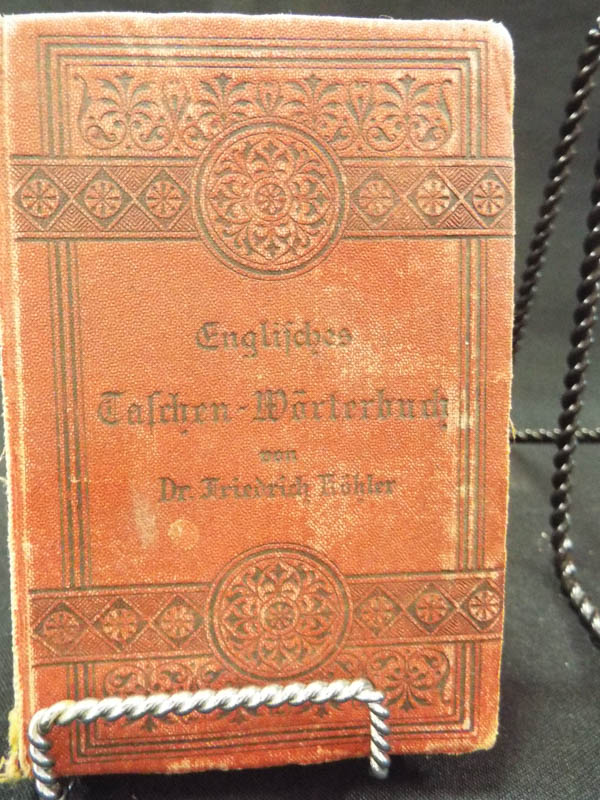 Engliſches
Taſchen-Wörterbuch
von
Dr. Friedrich Köhler